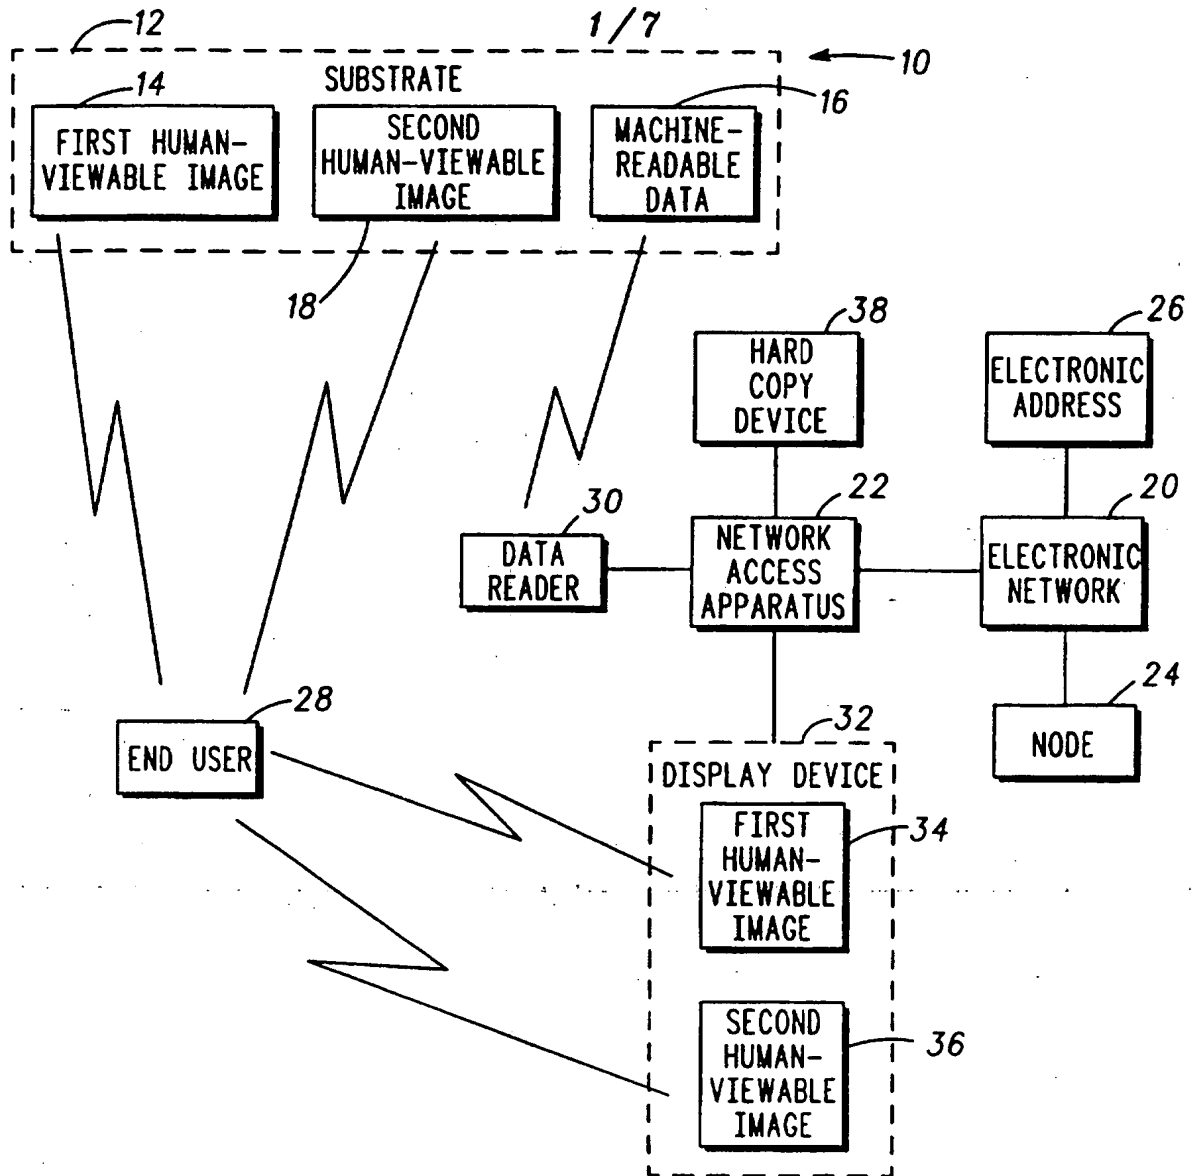 1/7
12
10
SUBSTRATE
14
16
FIRST HUMAN-
VIEWABLE IMAGE
SECOND
HUMAN-VIEWABLE
IMAGE
MACHINE-
READABLE
DATA
18
38
26
HARD
COPY
DEVICE
ELECTRONIC
ADDRESS
30
22
20
DATA
READER
NETWORK
ACCESS
APPARATUS
ELECTRONIC
NETWORK
28
24
END USER
NODE
32
DISPLAY DEVICE
34
FIRST
HUMAN-
VIEWABLE
IMAGE
36
SECOND
HUMAN-
VIEWABLE
IMAGE